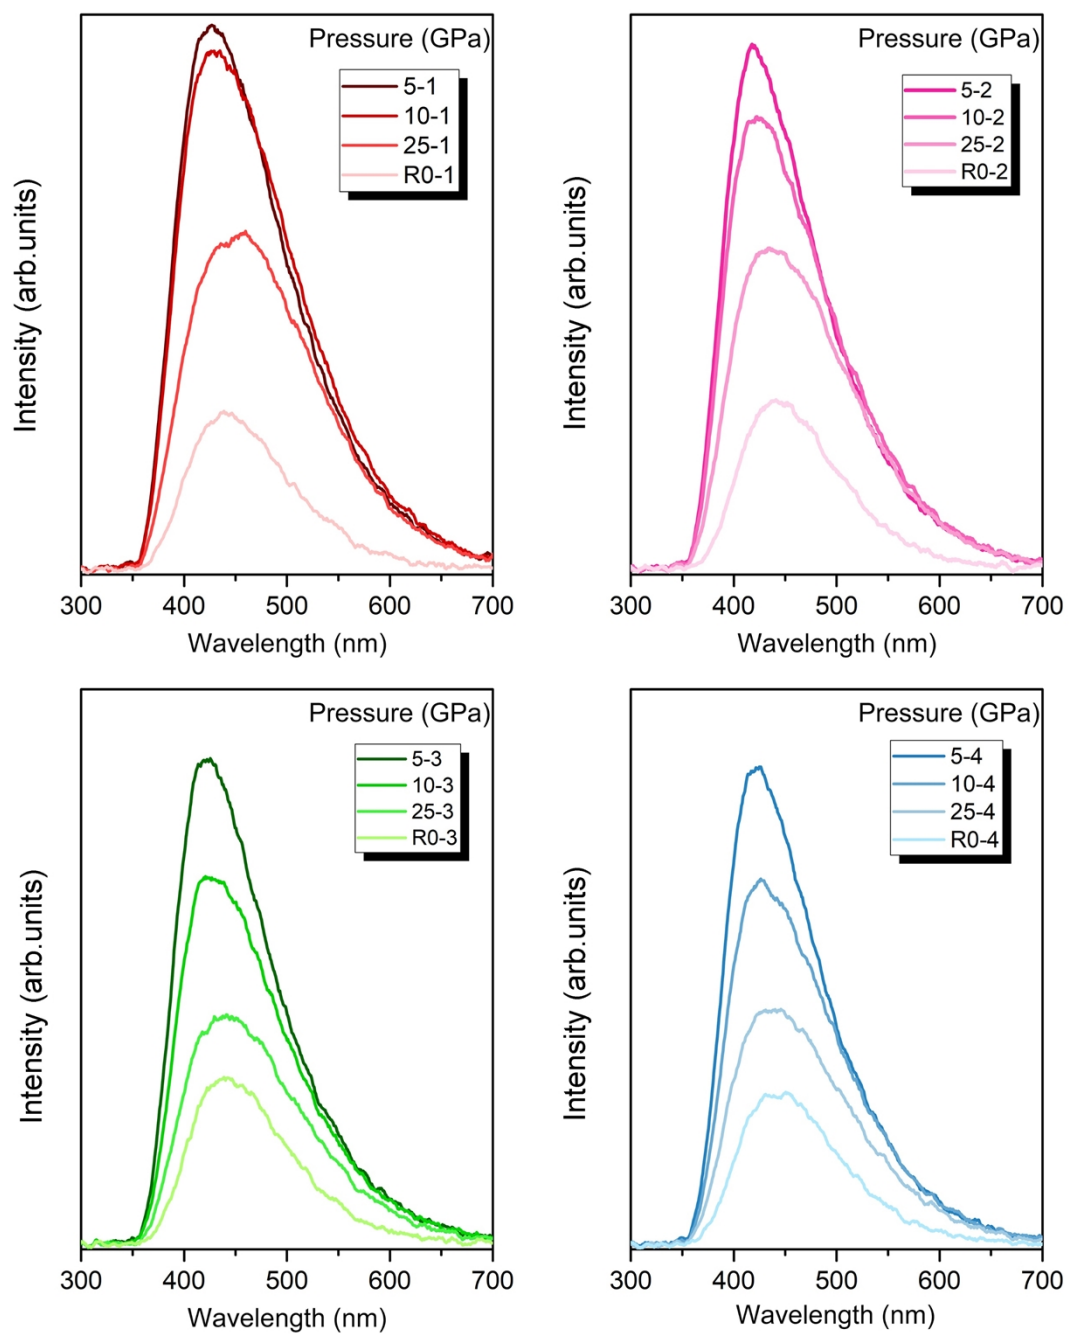 Pressure (GPa)
5-1
10-1
25-1
R0-1
Intensity (arb.units)
300 400 500 600 700
Wavelength (nm)
Pressure (GPa)
5-2
10-2
25-2
R0-2
Intensity (arb.units)
300 400 500 600 700
Wavelength (nm)
Pressure (GPa)
5-3
10-3
25-3
R0-3
Intensity (arb.units)
300 400 500 600 700
Wavelength (nm)
Pressure (GPa)
5-4
10-4
25-4
R0-4
Intensity (arb.units)
300 400 500 600 700
Wavelength (nm)